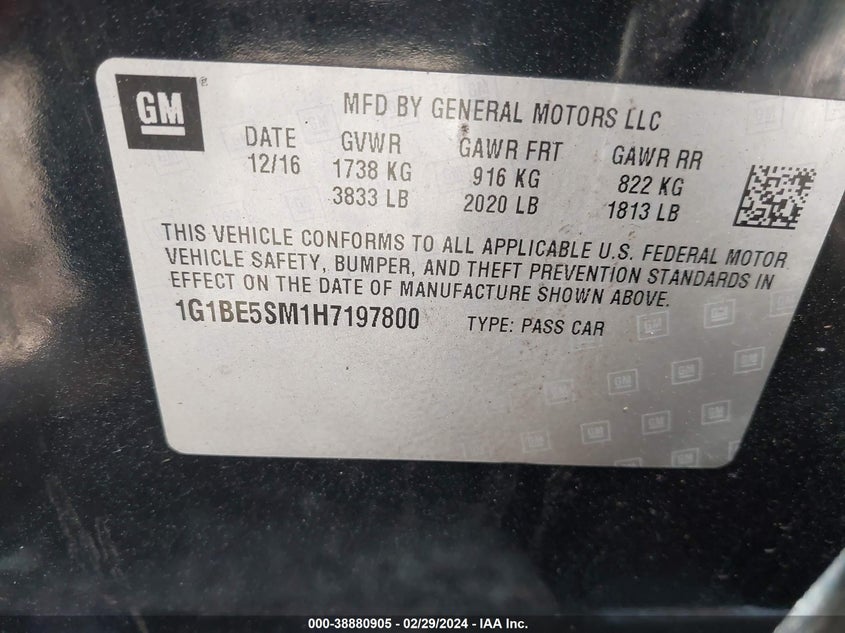 GM ®
MFD BY GENERAL MOTORS LLC
DATE GVWR GAWR FRT GAWR RR
12/16 1738 KG 916 KG 822 KG
3833 LB 2020 LB 1813 LB
THIS VEHICLE CONFORMS TO ALL APPLICABLE U.S. FEDERAL MOTOR
VEHICLE SAFETY, BUMPER, AND THEFT PREVENTION STANDARDS IN
EFFECT ON THE DATE OF MANUFACTURE SHOWN ABOVE.
1G1BE5SM1H7197800 TYPE: PASS CAR
000-38880905 - 02/29/2024 - IAA Inc.